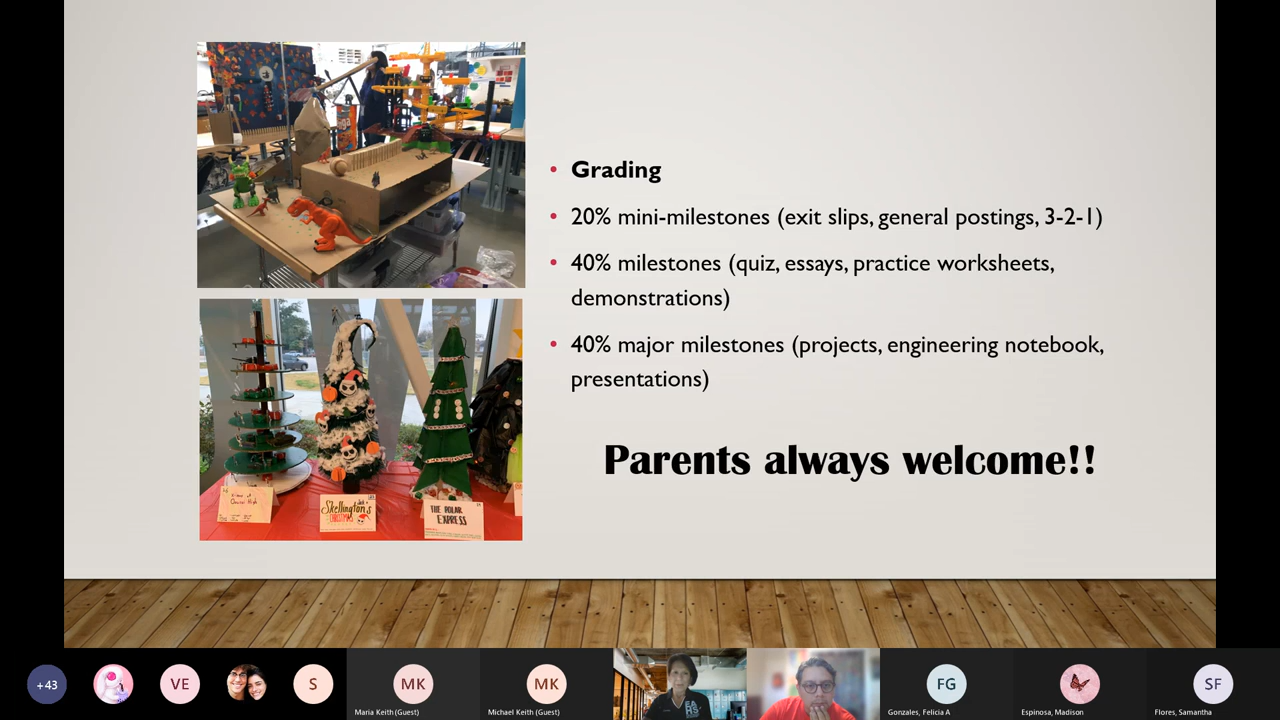 Grading
20% mini-milestones (exit slips, general postings, 3-2-1)
40% milestones (quiz, essays, practice worksheets,
demonstrations)
40% major milestones (projects, engineering notebook,
presentations)
Parents always welcome!!
Skellington's
THE POLAR
EXPRESS
+43
VE
S
MK
Maria Keith (Guest)
MK
Michael Keith (Guest)
FG
Gonzales, Felicia A
Espinosa, Madison
SF
Flores, Samantha